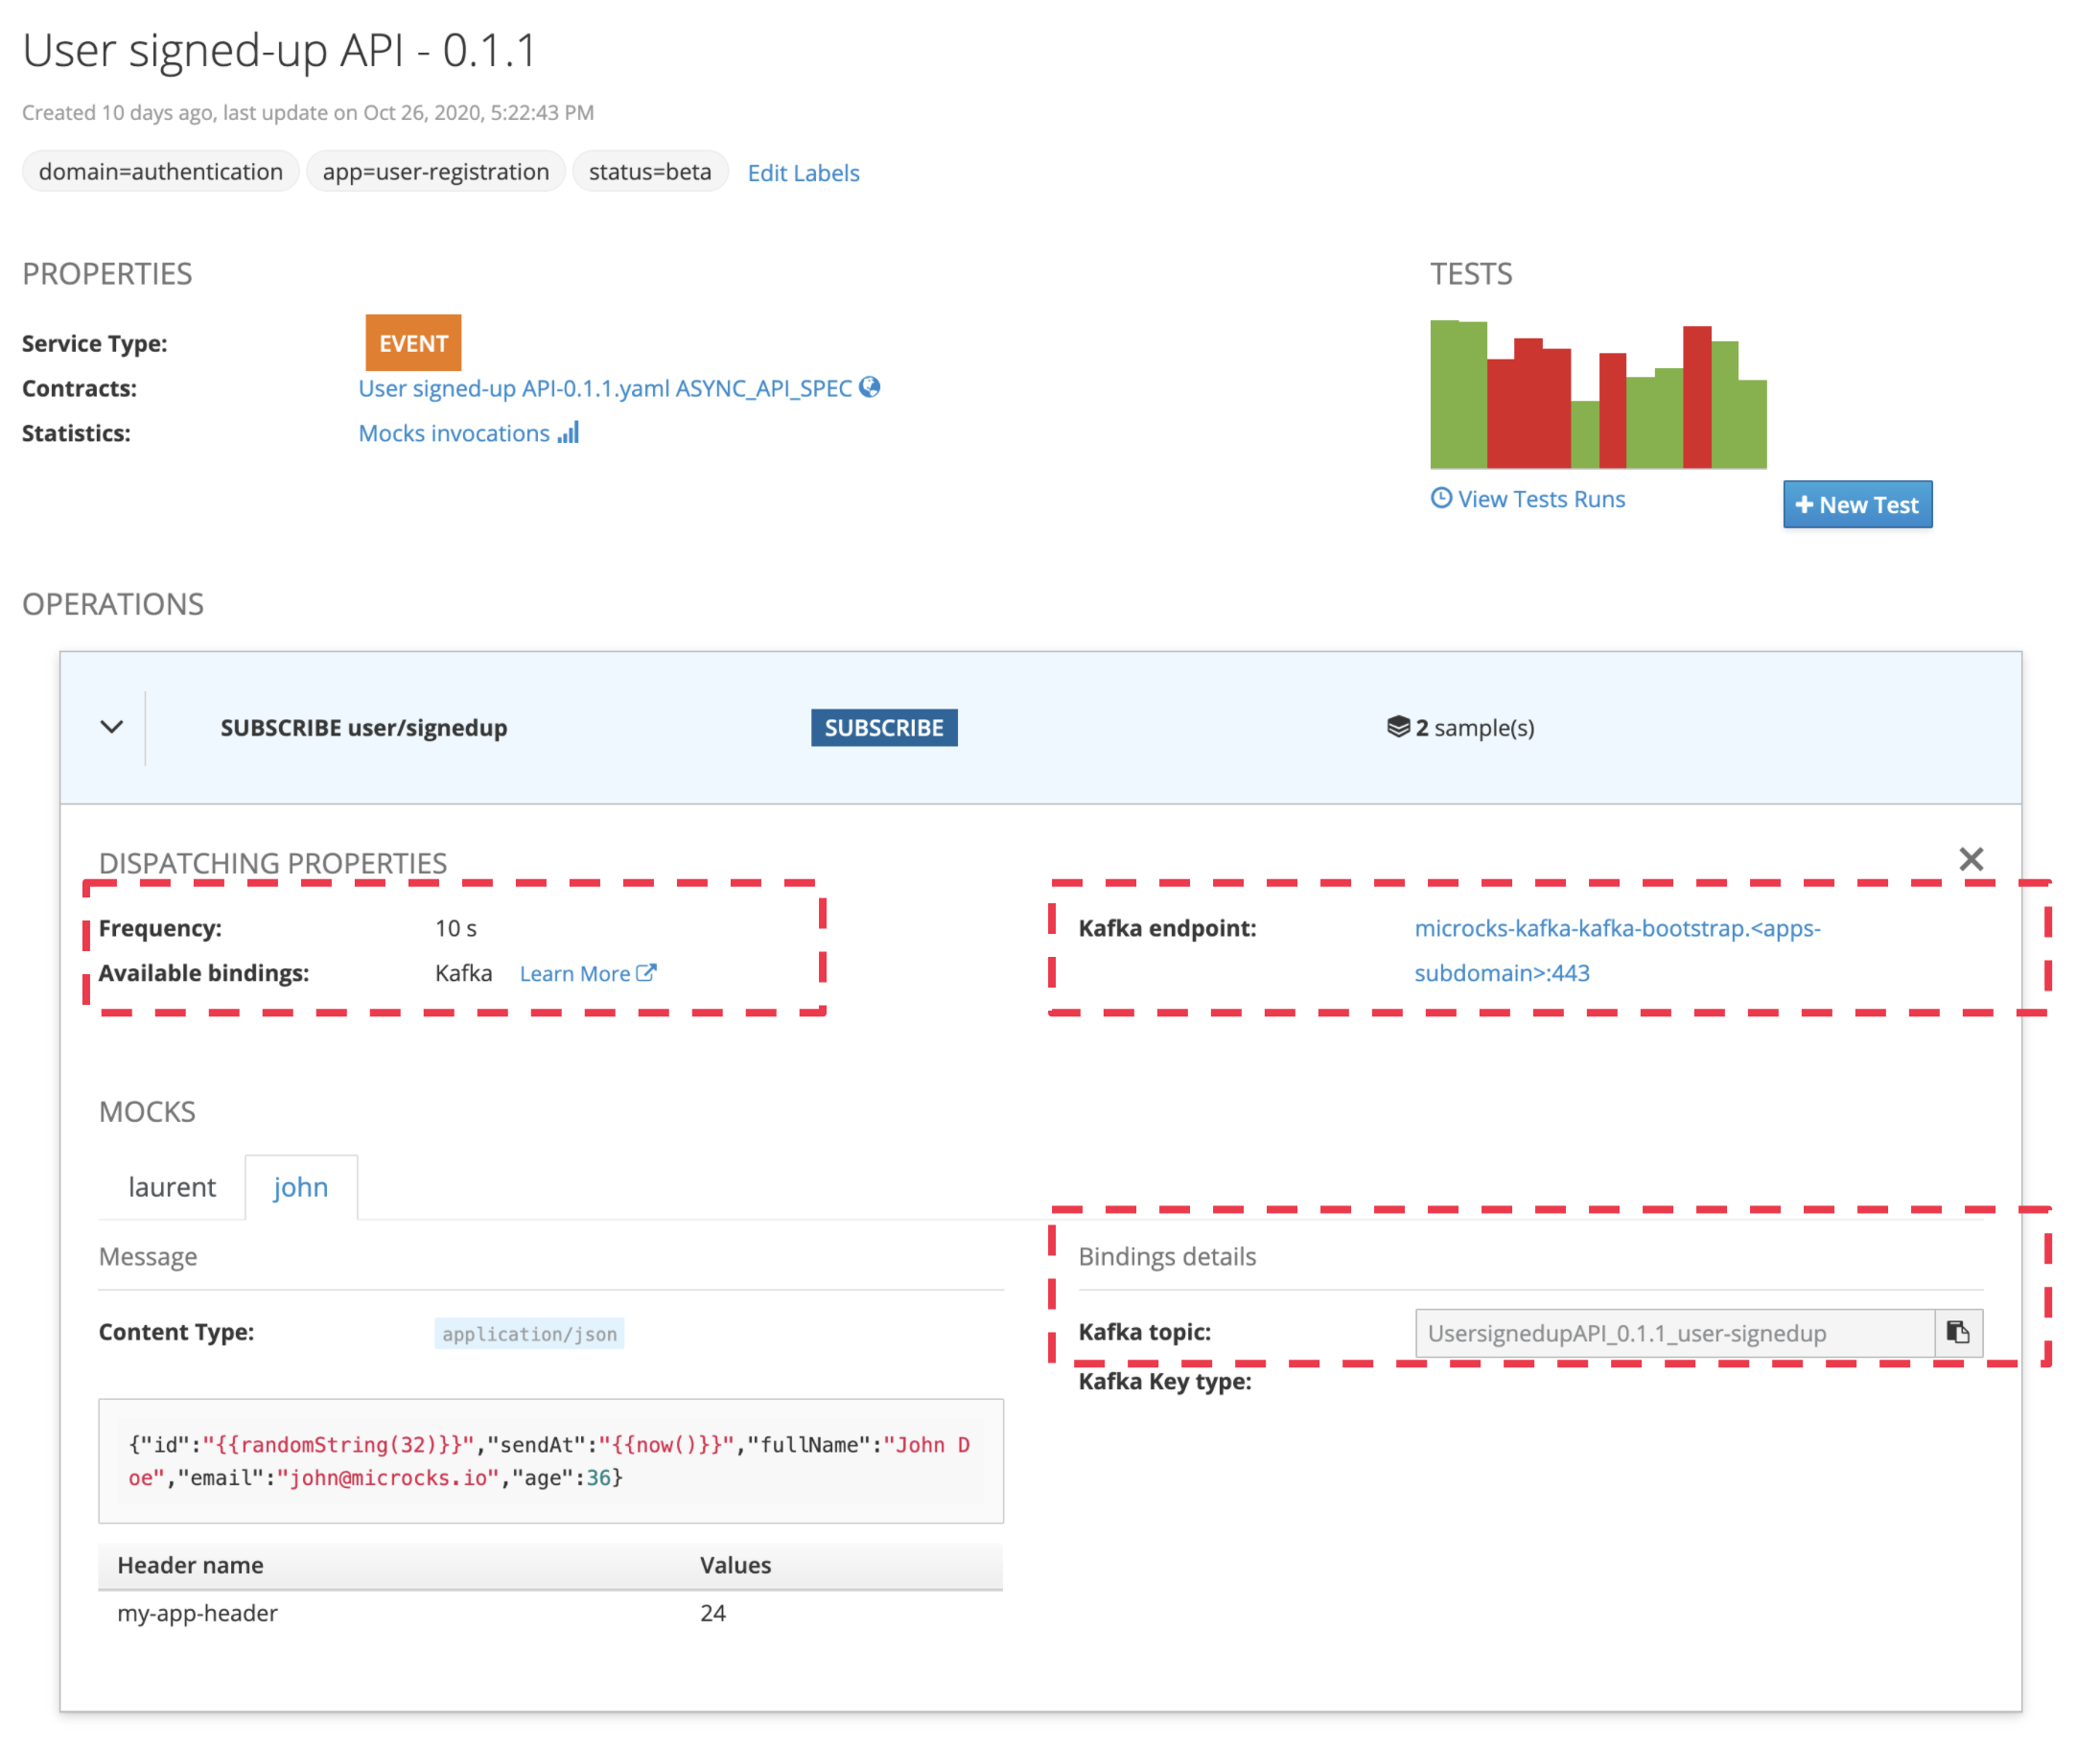 User signed-up API - 0.1.1
Created 10 days ago, last update on Oct 26, 2020, 5:22:43 PM
domain=authentication app=user-registration status=beta Edit Labels
PROPERTIES
TESTS
Service Type: EVENT
Contracts: User signed-up API-0.1.1.yaml ASYNC_API_SPEC
Statistics: Mocks invocations
View Tests Runs
New Test
OPERATIONS
SUBSCRIBE user/signedup SUBSCRIBE 2 sample(s)
DISPATCHING PROPERTIES
Frequency: 10 s
Available bindings: Kafka Learn More
Kafka endpoint: microcks-kafka-kafka-bootstrap.<apps-
subdomain>:443
MOCKS
laurent john
Message
Content Type: application/json
{"id":"{{randomString(32)}}","sendAt":"{{now()}}","fullName":"John D
oe","email":"john@microcks.io","age":36}
Header name Values
my-app-header 24
Bindings details
Kafka topic: UsersignedupAPI_0.1.1_user-signedup
Kafka Key type: